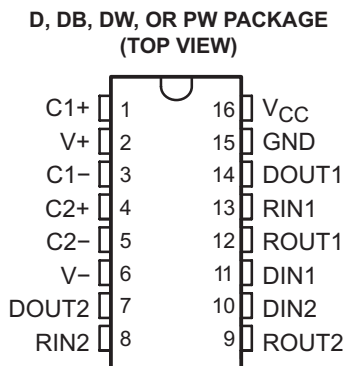 D, DB, DW, OR PW PACKAGE
(TOP VIEW)
C1+ 1 16 VCC
V+ 2 15 GND
C1− 3 14 DOUT1
C2+ 4 13 RIN1
C2− 5 12 ROUT1
V− 6 11 DIN1
DOUT2 7 10 DIN2
RIN2 8 9 ROUT2